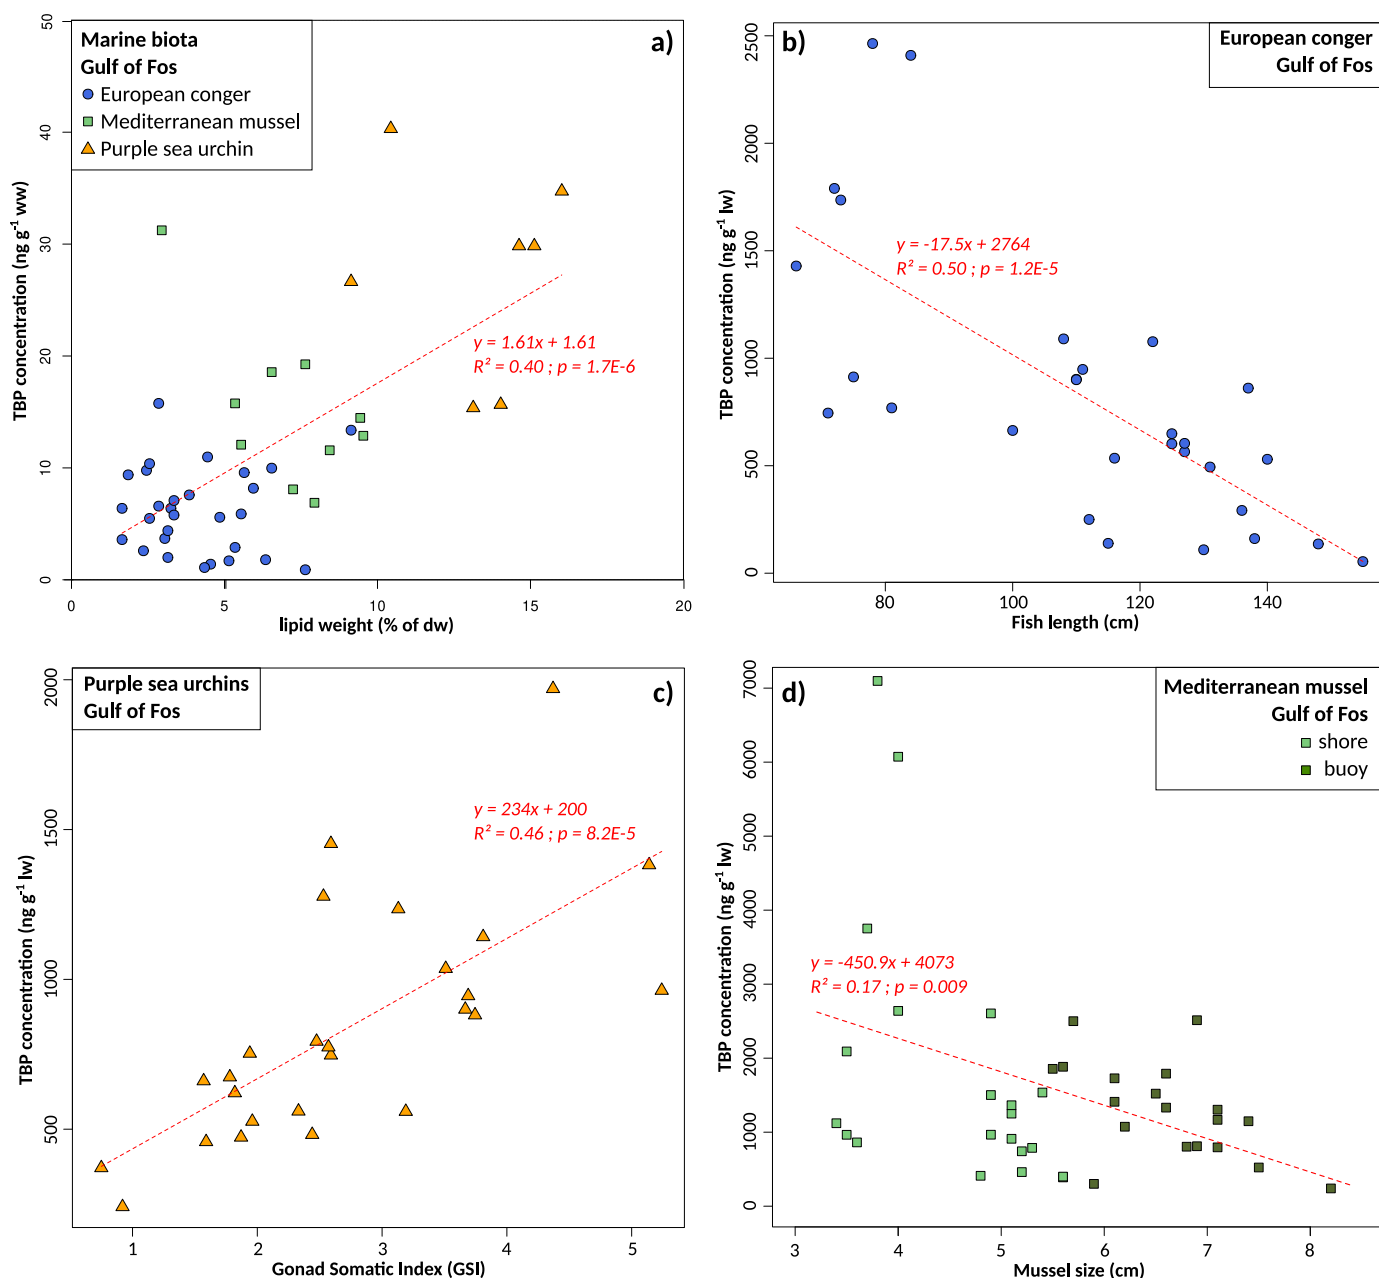 Marine biota
Gulf of Fos
European conger
Mediterranean mussel
Purple sea urchin
a)
y = 1.61x + 1.61
R² = 0.40 ; p = 1.7E-6
TBP concentration (ng g⁻¹ ww)
0 10 20 30 40 50
0 5 10 15 20
lipid weight (% of dw)
b)
European conger
Gulf of Fos
y = -17.5x + 2764
R² = 0.50 ; p = 1.2E-5
TBP concentration (ng g⁻¹ lw)
0 500 1000 1500 2000 2500
80 100 120 140
Fish length (cm)
Purple sea urchins
Gulf of Fos
c)
y = 234x + 200
R² = 0.46 ; p = 8.2E-5
TBP concentration (ng g⁻¹ lw)
500 1000 1500 2000
1 2 3 4 5
Gonad Somatic Index (GSI)
d)
Mediterranean mussel
Gulf of Fos
shore
buoy
y = -450.9x + 4073
R² = 0.17 ; p = 0.009
TBP concentration (ng g⁻¹ lw)
0 1000 2000 3000 4000 5000 6000 7000
3 4 5 6 7 8
Mussel size (cm)